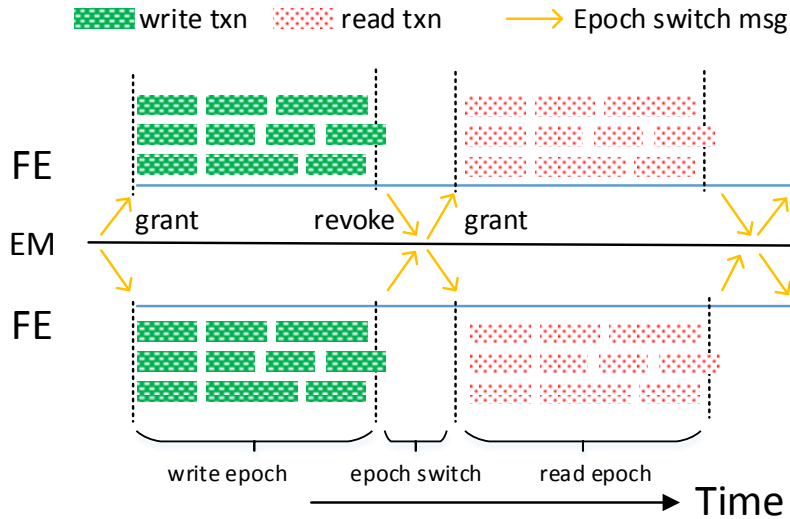 write txn read txn Epoch switch msg
FE
grant revoke grant
EM
FE
write epoch epoch switch read epoch
Time